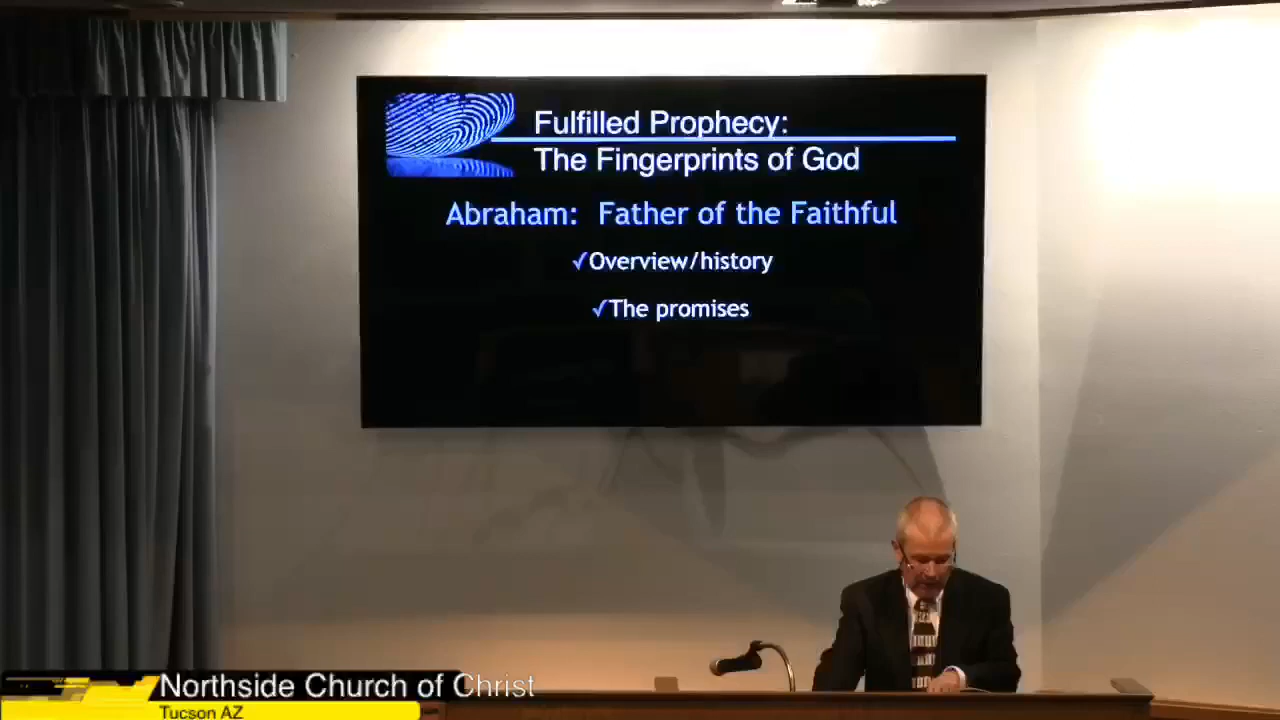 Fulfilled Prophecy:
The Fingerprints of God
Abraham: Father of the Faithful
✓Overview/history
✓The promises
Northside Church of Christ
Tucson AZ